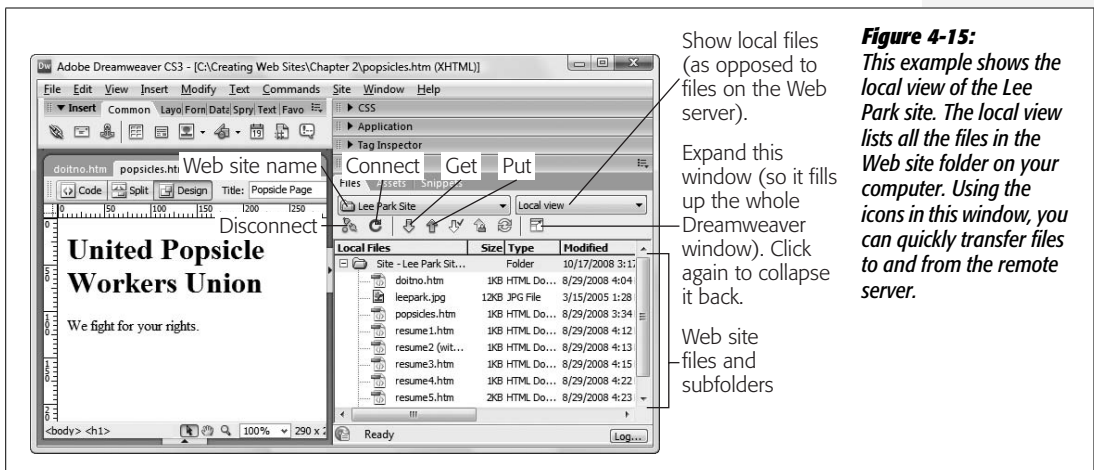 Adobe Dreamweaver CS3 - [C:\Creating Web Sites\Chapter 2\popsicles.htm (XHTML)]
File Edit View Insert Modify Text Commands Site Window Help
Insert Common Layo Forn Data Spry Text Favo
CSS
Application
Tag Inspector
doitno.htm popsicles.ht
Files Assets Snippets
Web site name
Connect
Get
Put
Disconnect
Code Split Design Title: Popside Page
Lee Park Site
Local view
0 50 100 150 200 250
United Popsicle
Workers Union
We fight for your rights.
<body> <h1>
100% 290 x
Local Files Size Type Modified
Site - Lee Park Sit... Folder 10/17/2008 3:17
doitno.htm 1KB HTML Do... 8/29/2008 4:04
leepark.jpg 12KB JPG File 3/15/2005 1:28
popsicles.htm 1KB HTML Do... 8/29/2008 3:34
resume1.htm 1KB HTML Do... 8/29/2008 4:12
resume2 (wit... 1KB HTML Do... 8/29/2008 4:13
resume3.htm 1KB HTML Do... 8/29/2008 4:15
resume4.htm 1KB HTML Do... 8/29/2008 4:22
resume5.htm 2KB HTML Do... 8/29/2008 4:23
Ready
Log...
Show local files
(as opposed to
files on the Web
server).
Expand this
window (so it fills
up the whole
Dreamweaver
window). Click
again to collapse
it back.
Web site
files and
subfolders
Figure 4-15:
This example shows the
local view of the Lee
Park site. The local view
lists all the files in the
Web site folder on your
computer. Using the
icons in this window, you
can quickly transfer files
to and from the remote
server.